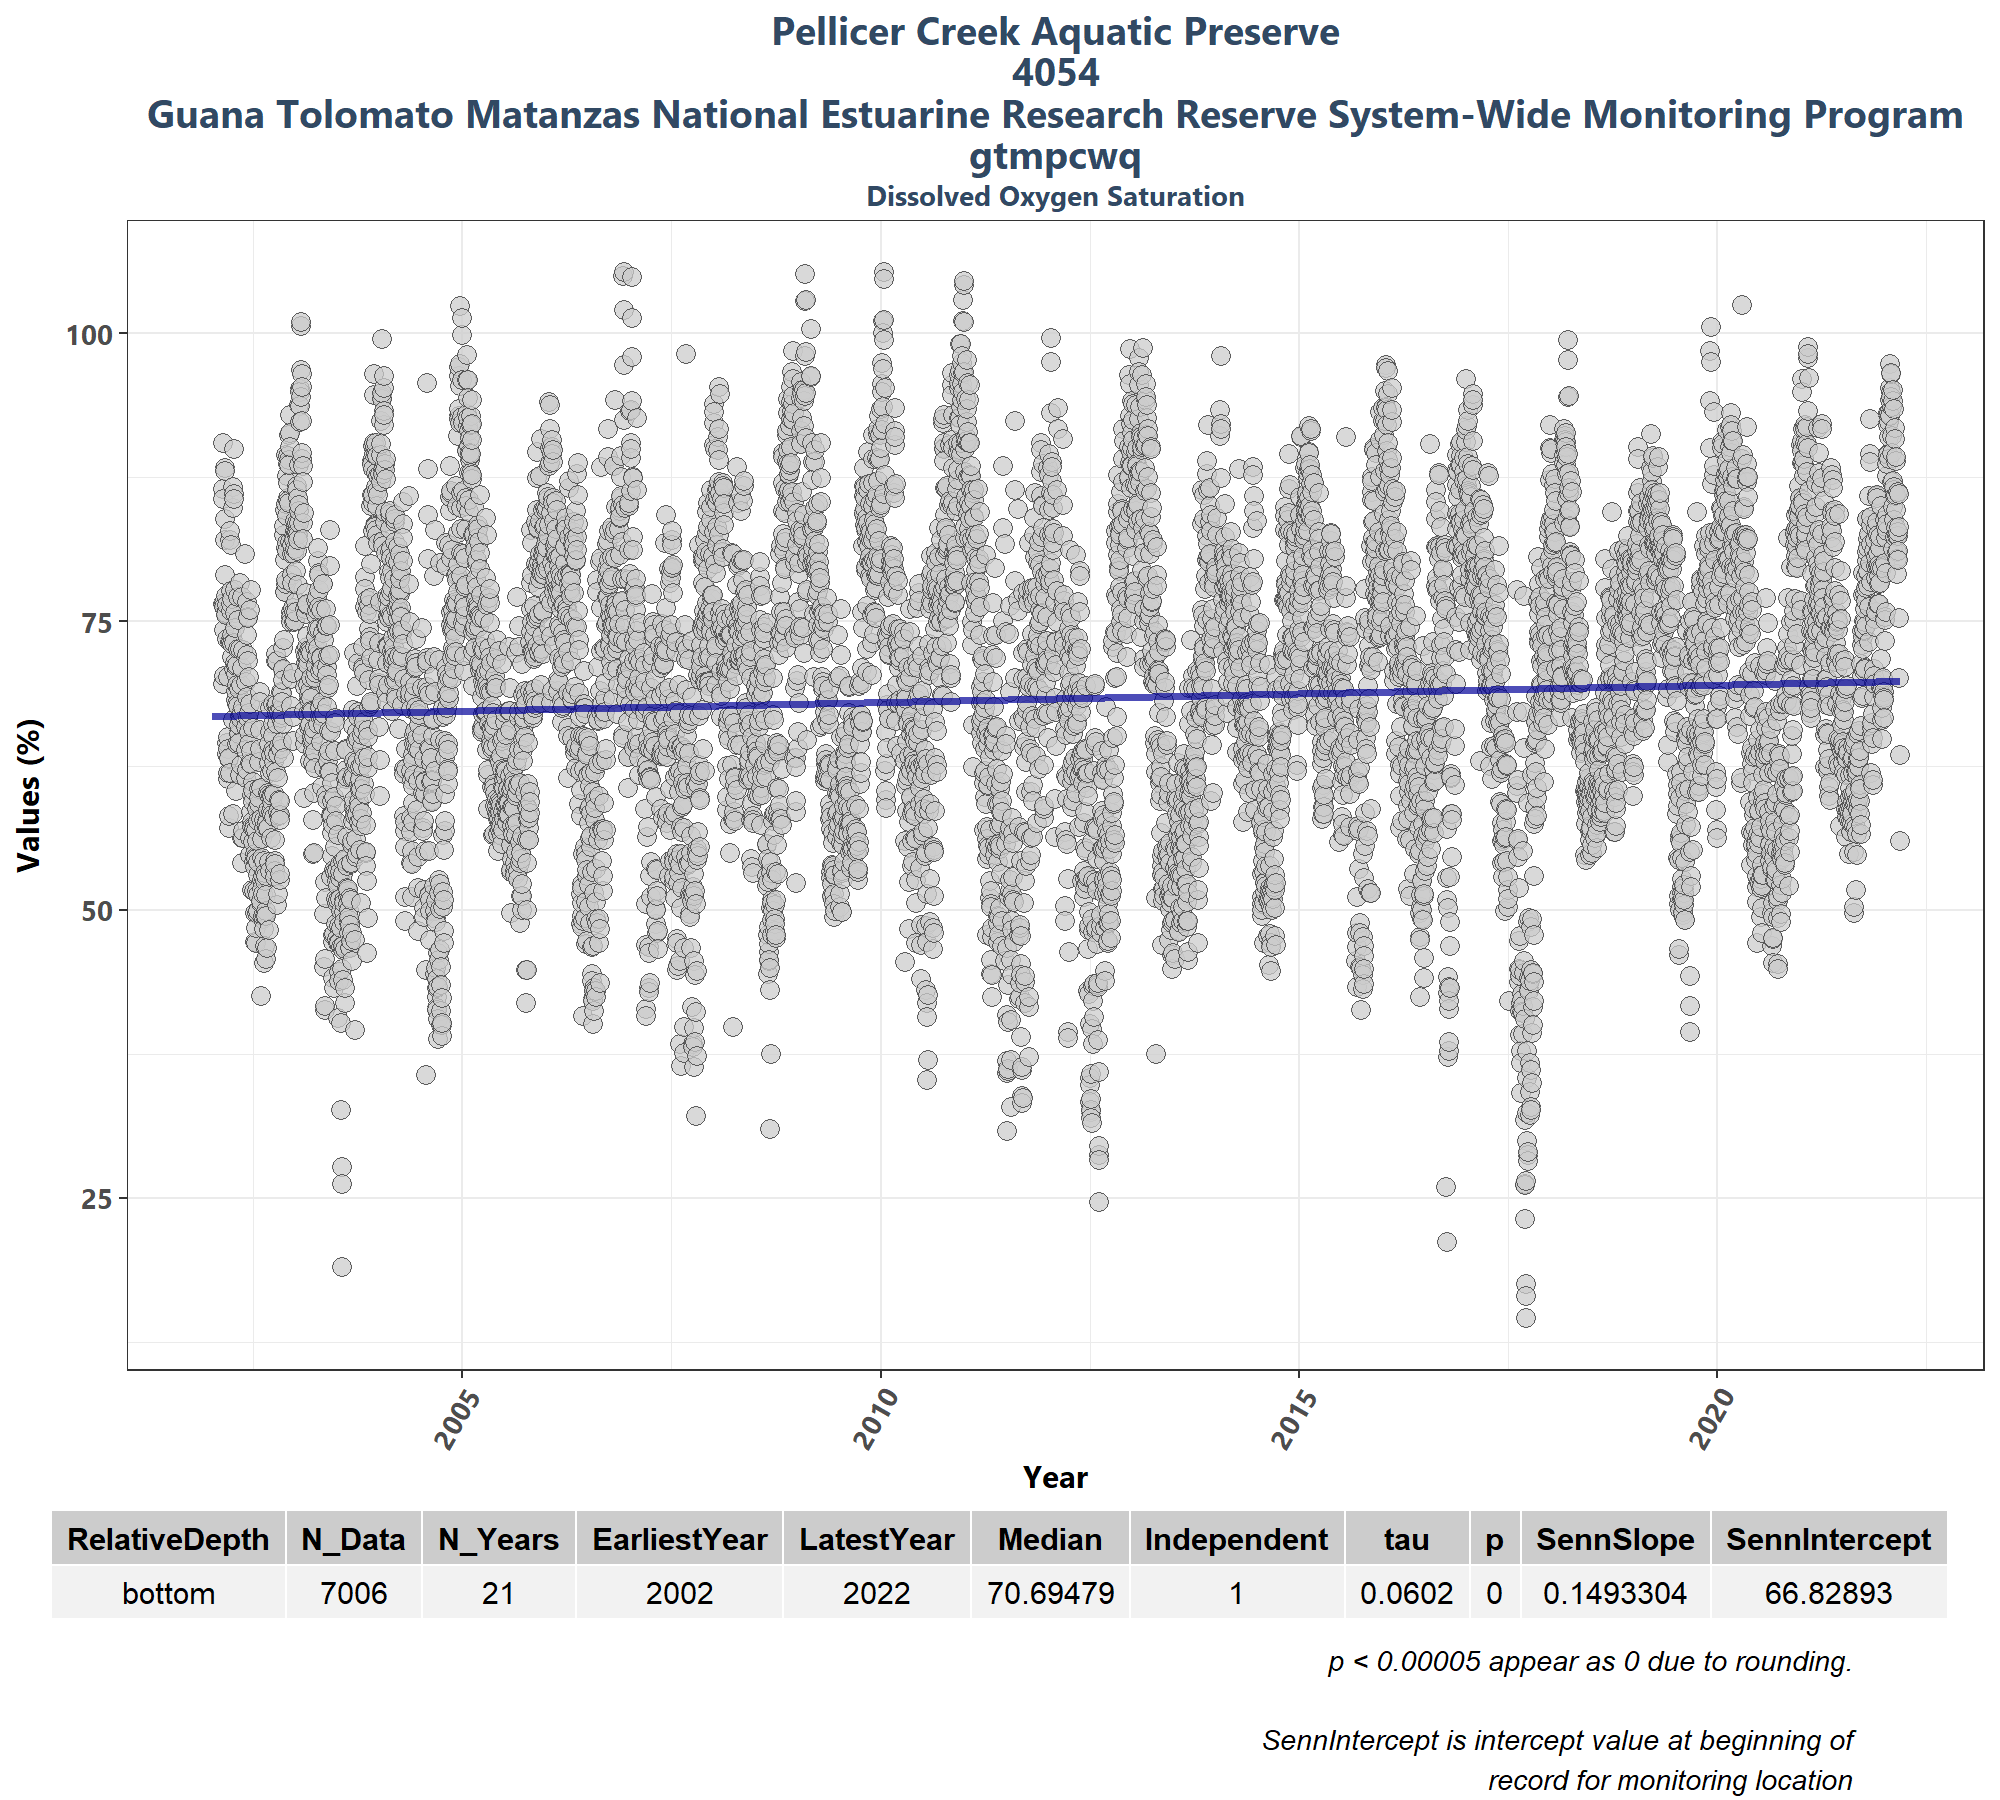 Pellicer Creek Aquatic Preserve
4054
Guana Tolomato Matanzas National Estuarine Research Reserve System-Wide Monitoring Program
gtmpcwq
Dissolved Oxygen Saturation
100
75
50
25
Values (%)
2005 2010 2015 2020
Year
RelativeDepth N_Data N_Years EarliestYear LatestYear Median Independent tau p SennSlope SennIntercept
bottom 7006 21 2002 2022 70.69479 1 0.0602 0 0.1493304 66.82893
p < 0.00005 appear as 0 due to rounding.
SennIntercept is intercept value at beginning of
record for monitoring location